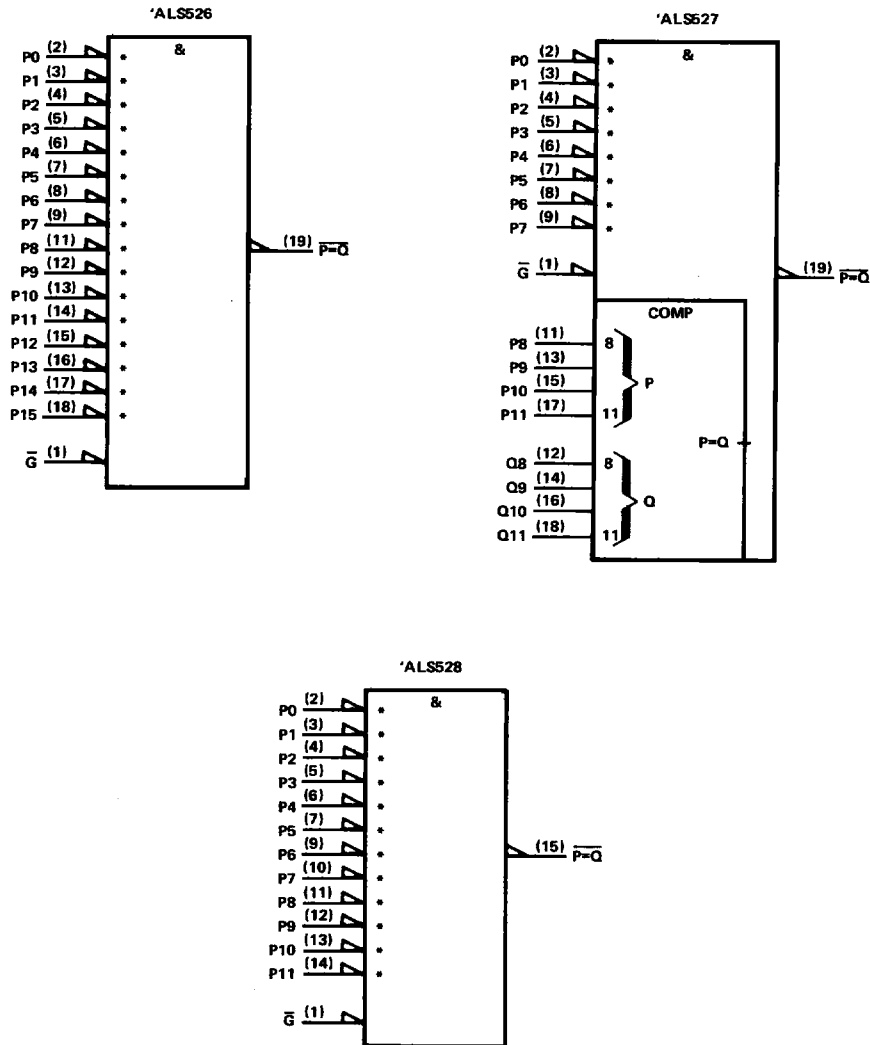 'ALS526
&
P0 (2) *
P1 (3) *
P2 (4) *
P3 (5) *
P4 (6) *
P5 (7) *
P6 (8) *
P7 (9) *
P8 (11) *
P9 (12) *
P10 (13) *
P11 (14) *
P12 (15) *
P13 (16) *
P14 (17) *
P15 (18) *
G̅ (1)
(19) P̅=̅Q̅
'ALS527
&
P0 (2) *
P1 (3) *
P2 (4) *
P3 (5) *
P4 (6) *
P5 (7) *
P6 (8) *
P7 (9) *
G̅ (1)
(19) P̅=̅Q̅
COMP
P8 (11) 8
P9 (13)
P10 (15) P
P11 (17) 11
P=Q
Q8 (12) 8
Q9 (14)
Q10 (16) Q
Q11 (18) 11
'ALS528
&
P0 (2) *
P1 (3) *
P2 (4) *
P3 (5) *
P4 (6) *
P5 (7) *
P6 (9) *
P7 (10) *
P8 (11) *
P9 (12) *
P10 (13) *
P11 (14) *
G̅ (1)
(15) P̅=̅Q̅